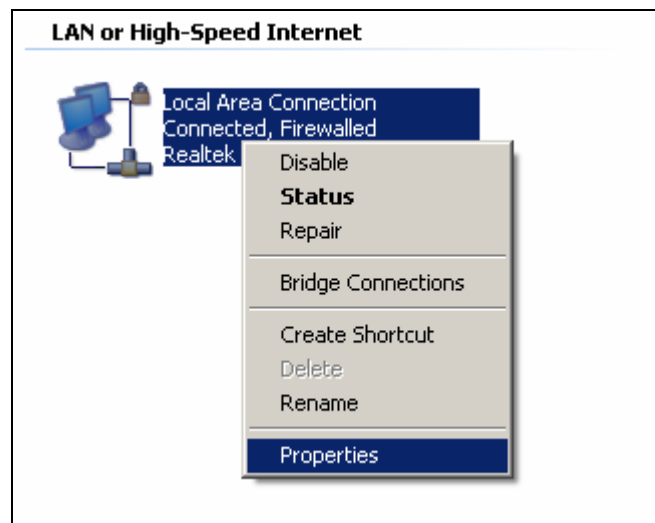 LAN or High-Speed Internet
Local Area Connection
Connected, Firewalled
Realtek
Disable
Status
Repair
Bridge Connections
Create Shortcut
Delete
Rename
Properties